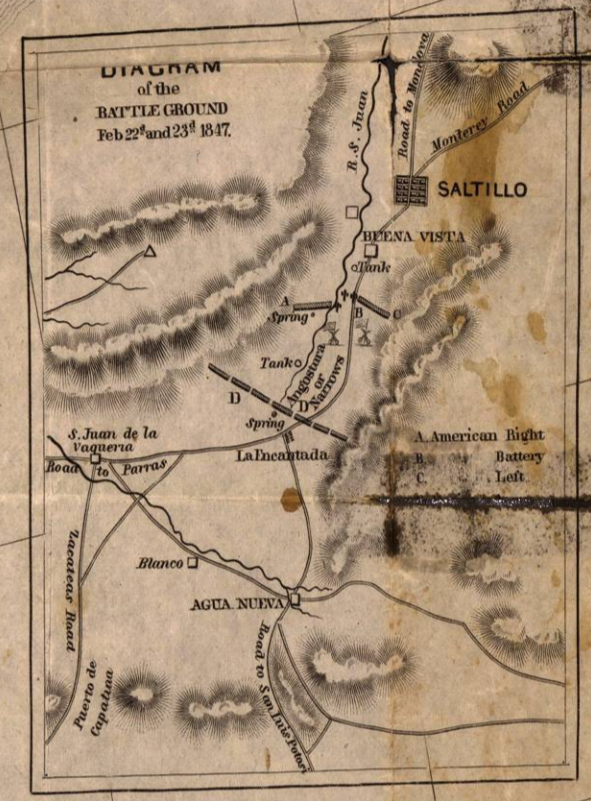 DIAGRAM
of the
BATTLE GROUND
Feb 22d and 23d 1847.
R. S. Juan
Road to Monclova
Monterey Road
SALTILLO
BUENA VISTA
Tank
A
Spring
B
C
Tank
Angostura
or
Narrows
D
D
Spring
S. Juan de la
Vaqueria
La Encantada
Road to Parras
A. American Right
B. " Battery
C. " Left
Zacatecas Road
Blanco
AGUA NUEVA
Road to San Luis Potosi
Puerto de